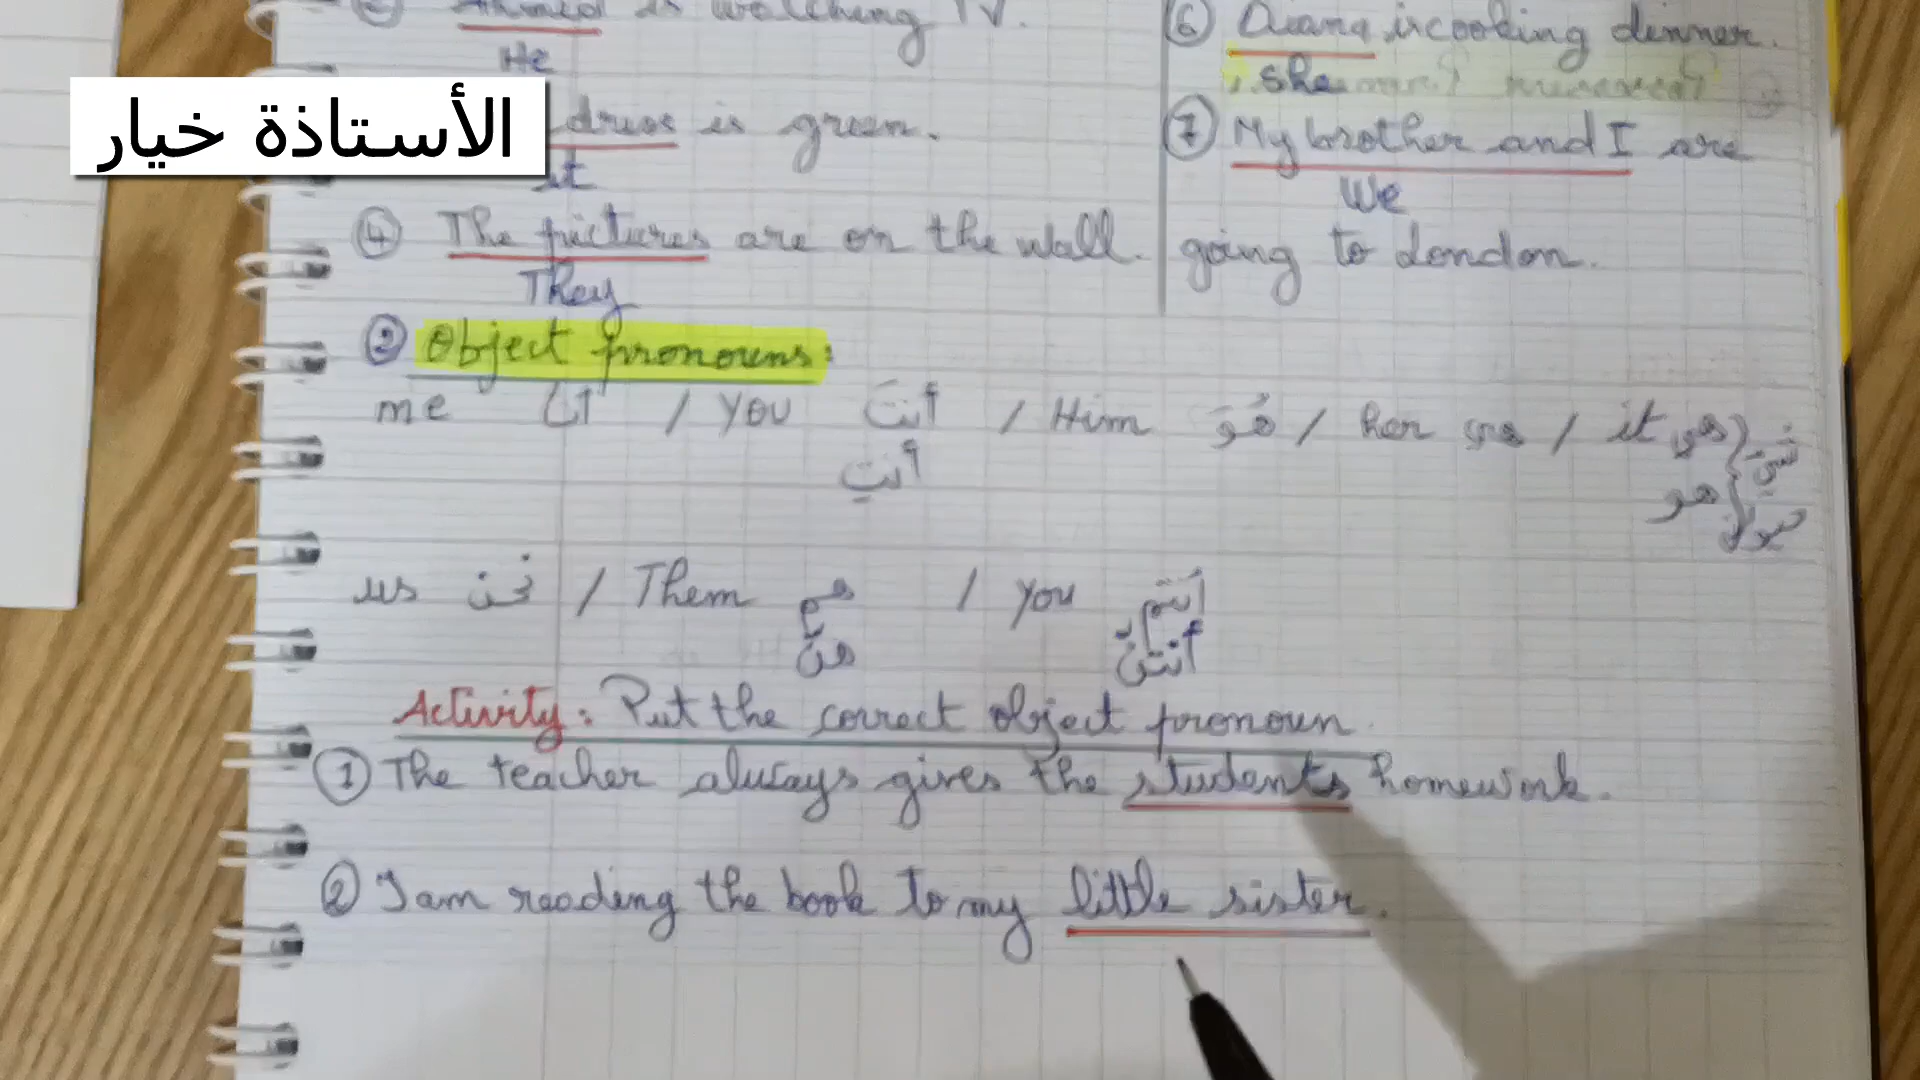 الأستاذة خيار
② Ahmed is watching TV.
He
dress is green.
it
④ The pictures are on the wall.
They
⑥ is cooking dinner.
she
⑦ My brother and I are
We
going to London.
② Object pronouns:
me أنا / you أنتَ / Him هُوَ / her هي / it هي
أنتِ
هو
us نحن / Them هم / you أنتم
هن
أنتن
Activity: Put the correct object pronoun
① The teacher always gives the students homework.
② I am reading the book to my little sister.